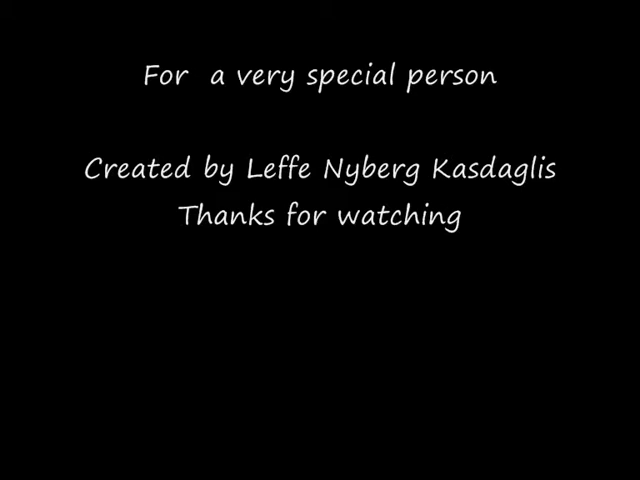 For a very special person
Created by Leffe Nyberg Kasdaglis
Thanks for watching